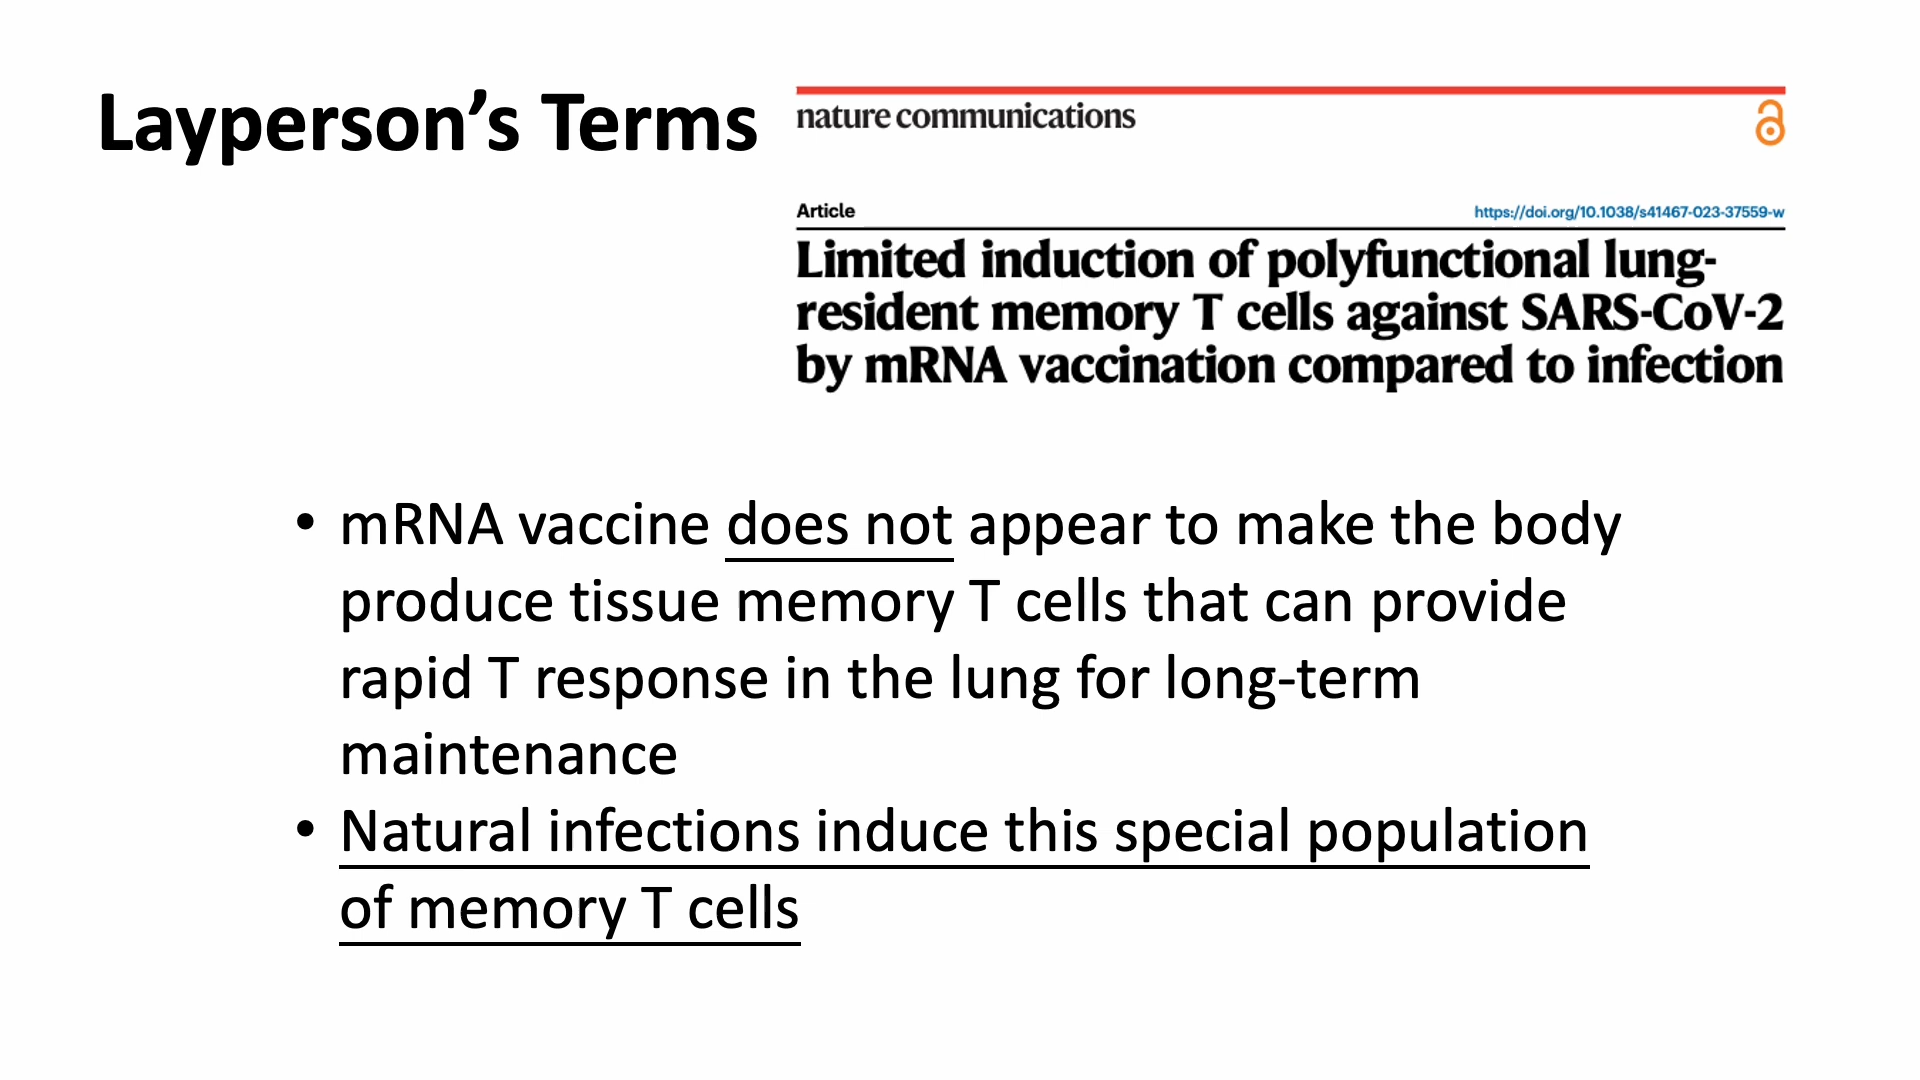 Layperson’s Terms
nature communications
Article
https://doi.org/10.1038/s41467-023-37559-w
Limited induction of polyfunctional lung-
resident memory T cells against SARS-CoV-2
by mRNA vaccination compared to infection
• mRNA vaccine does not appear to make the body
produce tissue memory T cells that can provide
rapid T response in the lung for long-term
maintenance
• Natural infections induce this special population
of memory T cells